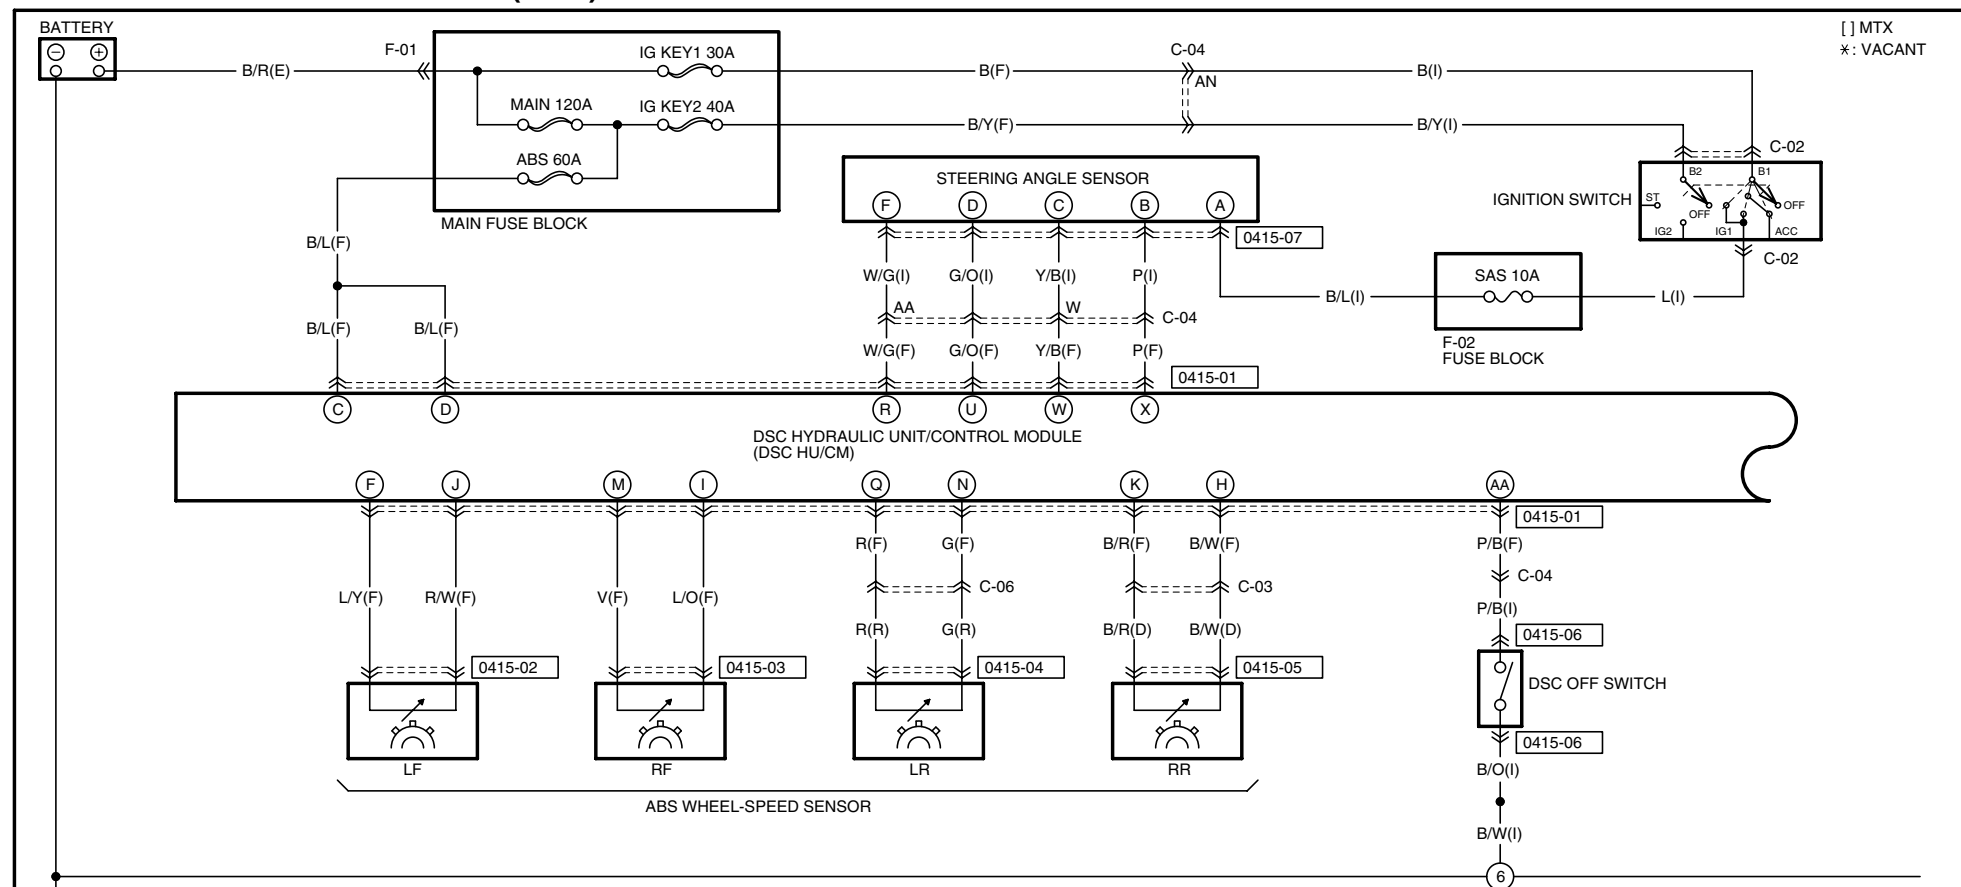 BATTERY
[ ] MTX
F-01
IG KEY1 30A
C-04
✳: VACANT
B/R(E)
B(F)
B(I)
AN
MAIN 120A
IG KEY2 40A
B/Y(F)
B/Y(I)
ABS 60A
C-02
STEERING ANGLE SENSOR
B2
B1
IGNITION SWITCH
ST
OFF
OFF
F
D
C
B
A
MAIN FUSE BLOCK
IG2
IG1
ACC
B/L(F)
0415-07
C-02
W/G(I)
G/O(I)
Y/B(I)
P(I)
SAS 10A
B/L(I)
L(I)
AA
W
C-04
B/L(F)
B/L(F)
F-02
FUSE BLOCK
W/G(F)
G/O(F)
Y/B(F)
P(F)
0415-01
C
D
R
U
W
X
DSC HYDRAULIC UNIT/CONTROL MODULE
(DSC HU/CM)
F
J
M
I
Q
N
K
H
AA
0415-01
R(F)
G(F)
B/R(F)
B/W(F)
P/B(F)
C-04
L/Y(F)
R/W(F)
V(F)
L/O(F)
C-06
C-03
P/B(I)
R(R)
G(R)
B/R(D)
B/W(D)
0415-06
0415-02
0415-03
0415-04
0415-05
DSC OFF SWITCH
0415-06
LF
RF
LR
RR
B/O(I)
ABS WHEEL-SPEED SENSOR
B/W(I)
6